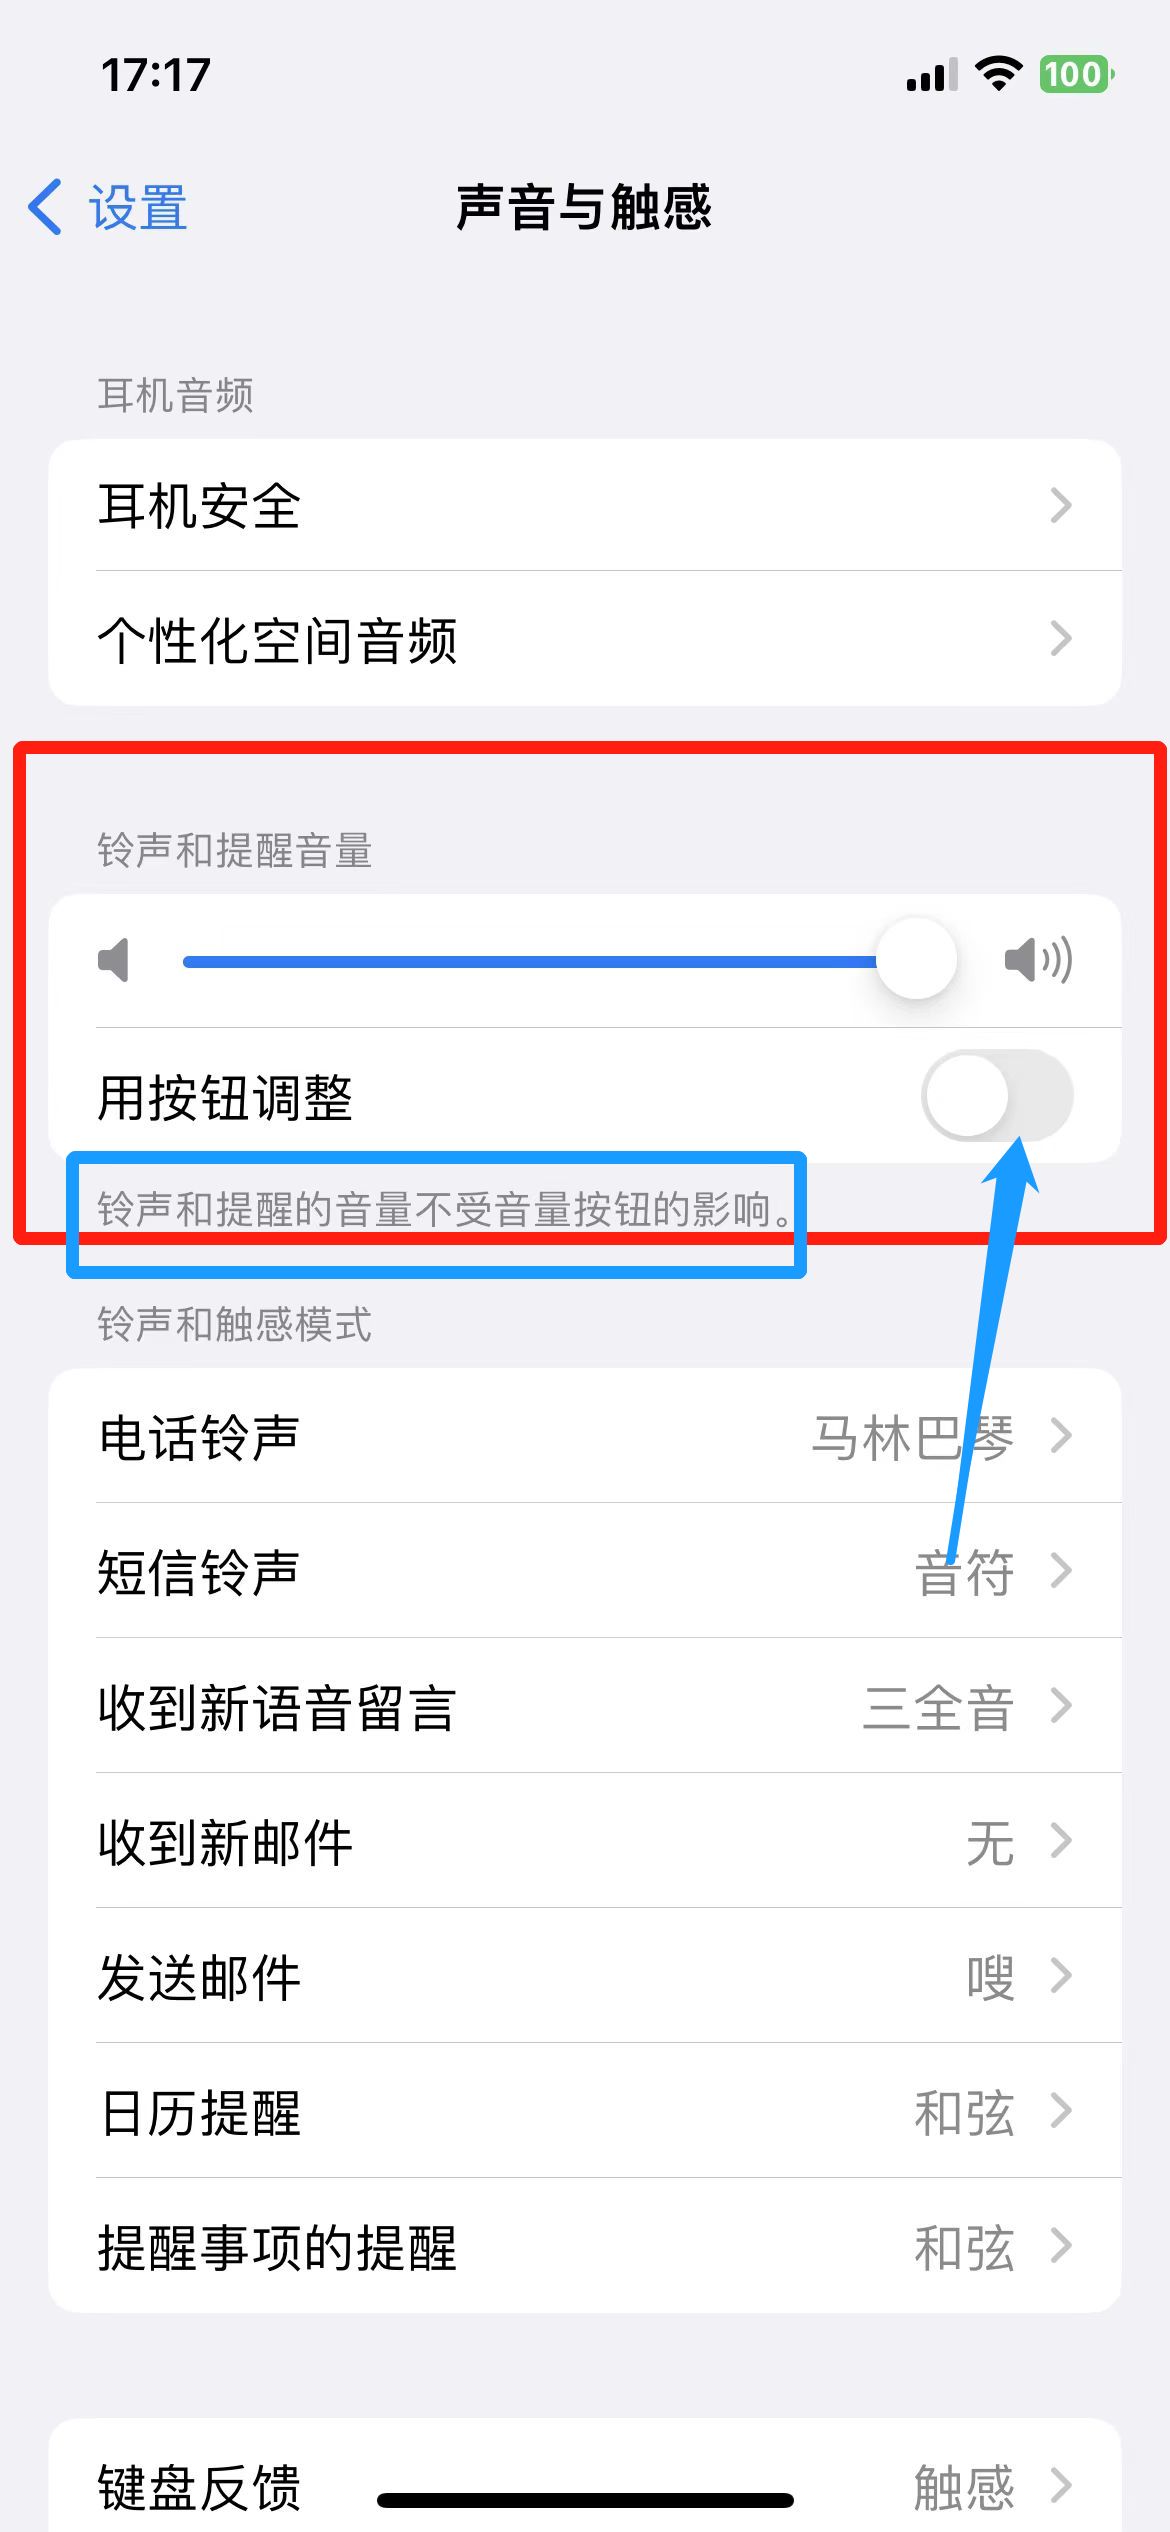 17:17
100
设置
声音与触感
耳机音频
耳机安全
个性化空间音频
铃声和提醒音量
用按钮调整
铃声和提醒的音量不受音量按钮的影响。
铃声和触感模式
电话铃声 马林巴琴
短信铃声 音符
收到新语音留言 三全音
收到新邮件 无
发送邮件 嗖
日历提醒 和弦
提醒事项的提醒 和弦
键盘反馈 触感